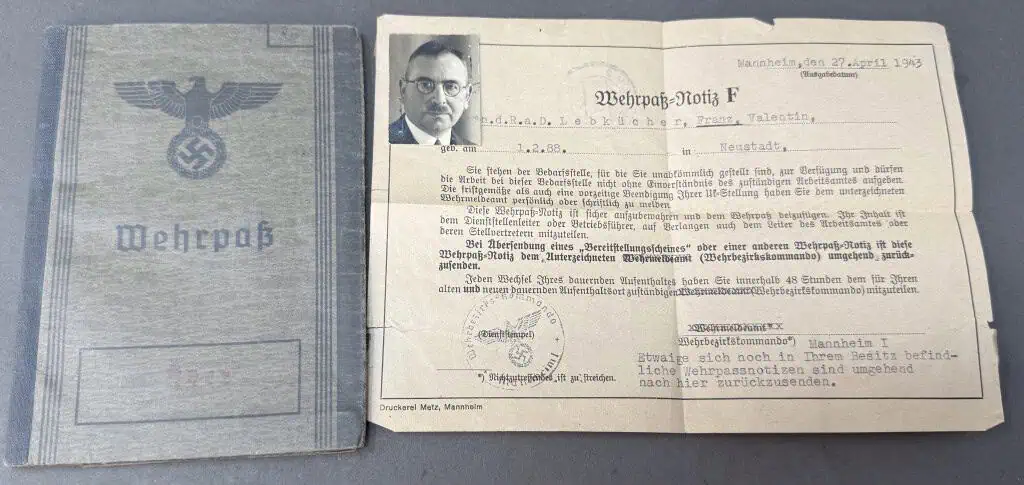 Wehrpaß
Mannheim, den 27. April 1943
(Ausgabedatum)
Wehrpaß-Notiz F
n.d.R.a.D. Lebkücher, Franz, Valentin,
geb. am 1.2.88. in Neustadt,
Sie stehen der Bedarfsstelle, für die Sie unabkömmlich gestellt sind, zur Verfügung und dürfen
die Arbeit bei dieser Bedarfsstelle nicht ohne Einverständnis des zuständigen Arbeitsamtes aufgeben.
Die fristgemäße als auch eine vorzeitige Beendigung Ihrer Uk-Stellung haben Sie dem unterzeichneten
Wehrmeldeamt persönlich oder schriftlich zu melden
Diese Wehrpaß-Notiz ist sicher aufzubewahren und dem Wehrpaß beizufügen. Ihr Inhalt ist
dem Dienststellenleiter oder Betriebsführer, auf Verlangen auch dem Leiter des Arbeitsamtes oder
deren Stellvertretern mitzuteilen.
Bei Übersendung eines „Bereitstellungsscheines" oder einer anderen Wehrpaß-Notiz ist diese
Wehrpaß-Notiz dem Unterzeichneten Wehrmeldeamt (Wehrbezirkskommando) umgehend zurück-
zusenden.
Jeden Wechsel Ihres dauernden Aufenthaltes haben Sie innerhalb 48 Stunden dem für Ihren
alten und neuen dauernden Aufenthaltsort zuständigen Wehrmeldeamt (Wehrbezirkskommando) mitzuteilen.
Wehrbezirks-Kommando Mannheim I
(Dienststempel)
Wehrmeldeamt*)
Wehrbezirkskommando*) Mannheim I
Etwaige sich noch in Ihrem Besitz befind-
liche Wehrpassnotizen sind umgehend
nach hier zurückzusenden.
*) Nichtzutreffendes ist zu streichen.
Druckerei Metz, Mannheim